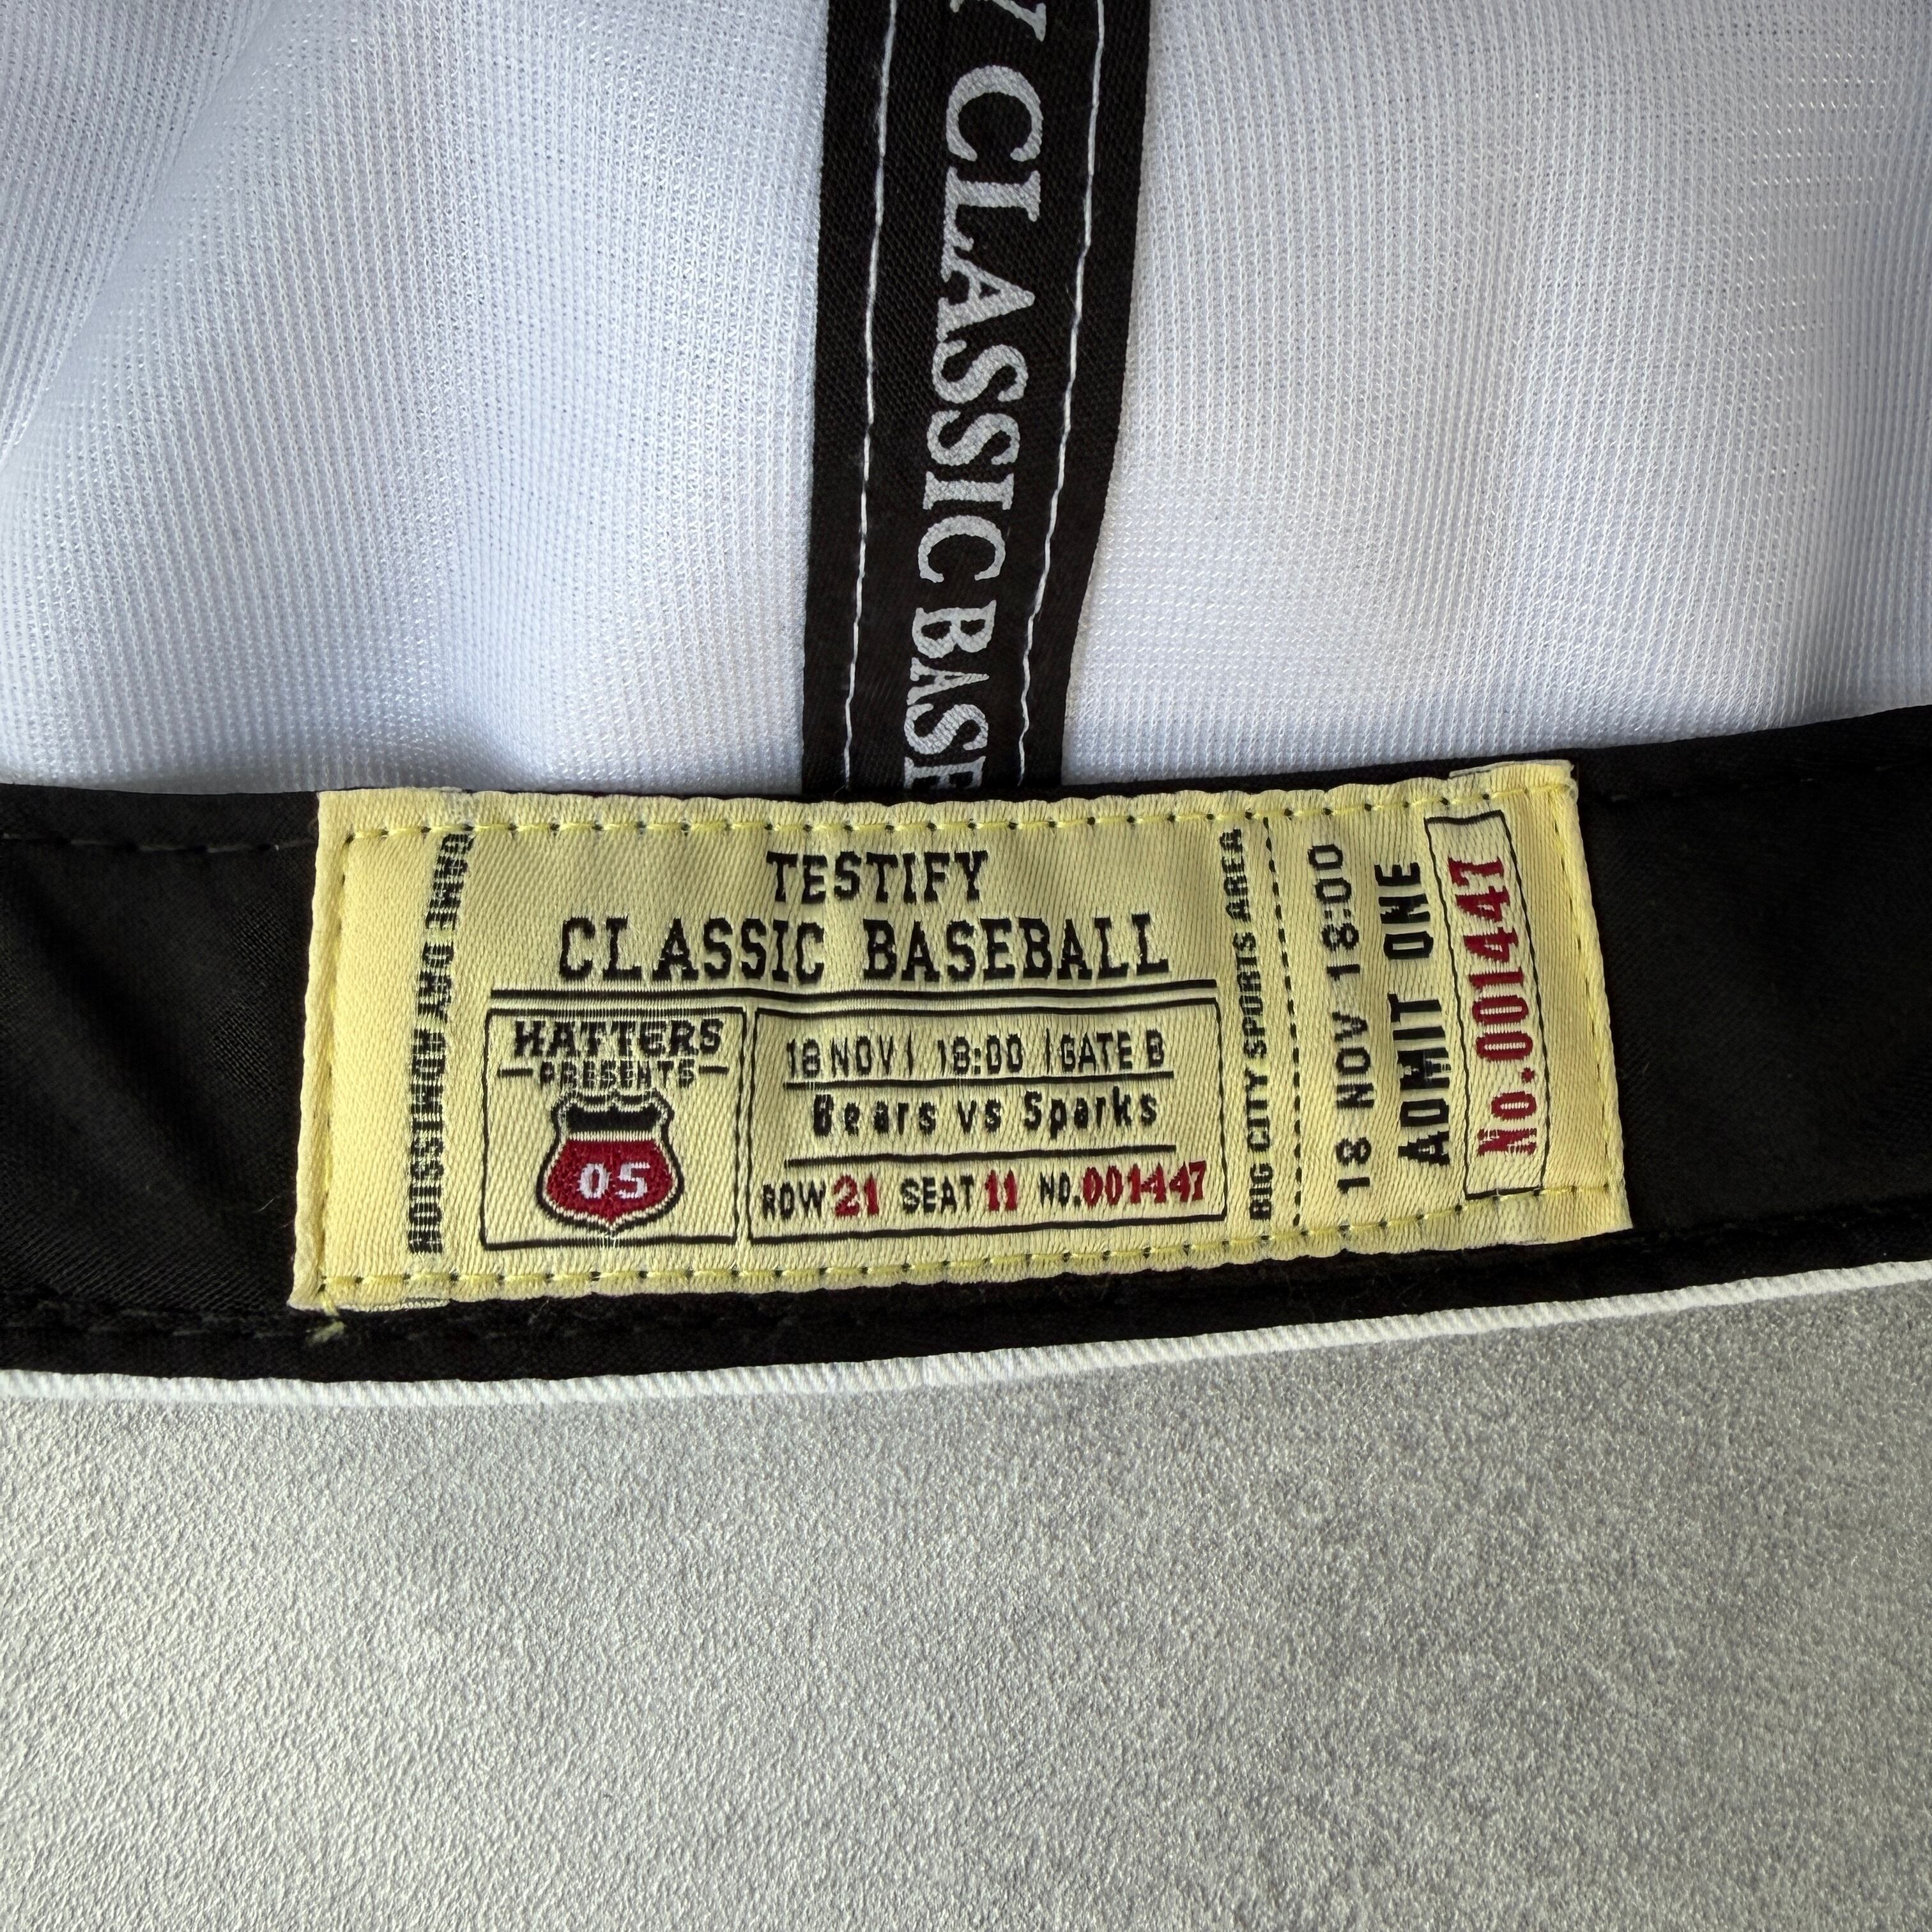 CLASSIC BASE
GAME DAY ADMISSION
TESTIFY
CLASSIC BASEBALL
HATTERS
PRESENTS
05
18 NOV | 18:00 | GATE B
Bears vs Sparks
ROW 21 SEAT 11 NO.001447
BIG CITY SPORTS AREA
18 NOV 18:00
ADMIT ONE
No.001447